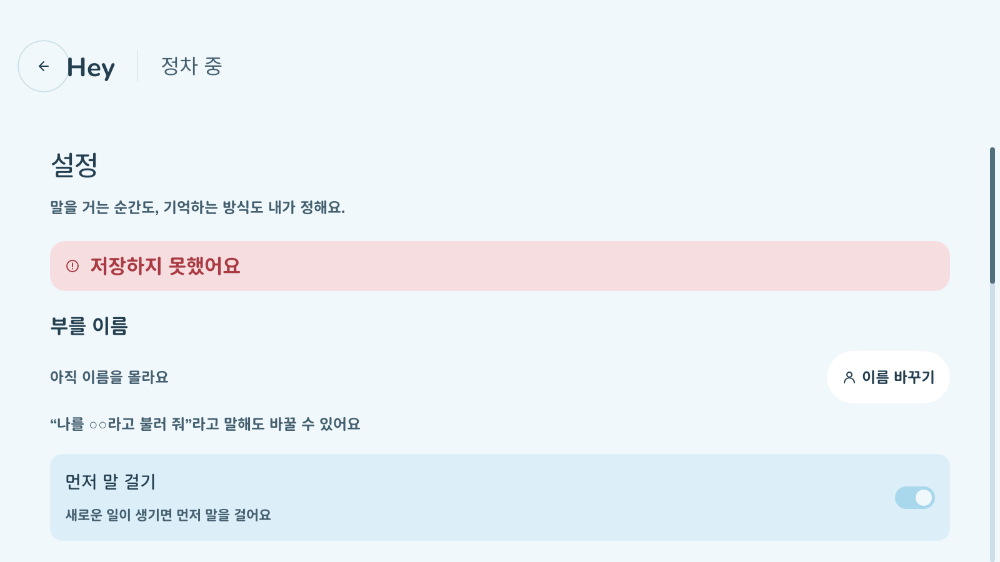 Hey
정차 중
설정
말을 거는 순간도, 기억하는 방식도 내가 정해요.
저장하지 못했어요
부를 이름
아직 이름을 몰라요
이름 바꾸기
“나를 ○○라고 불러 줘”라고 말해도 바꿀 수 있어요
먼저 말 걸기
새로운 일이 생기면 먼저 말을 걸어요